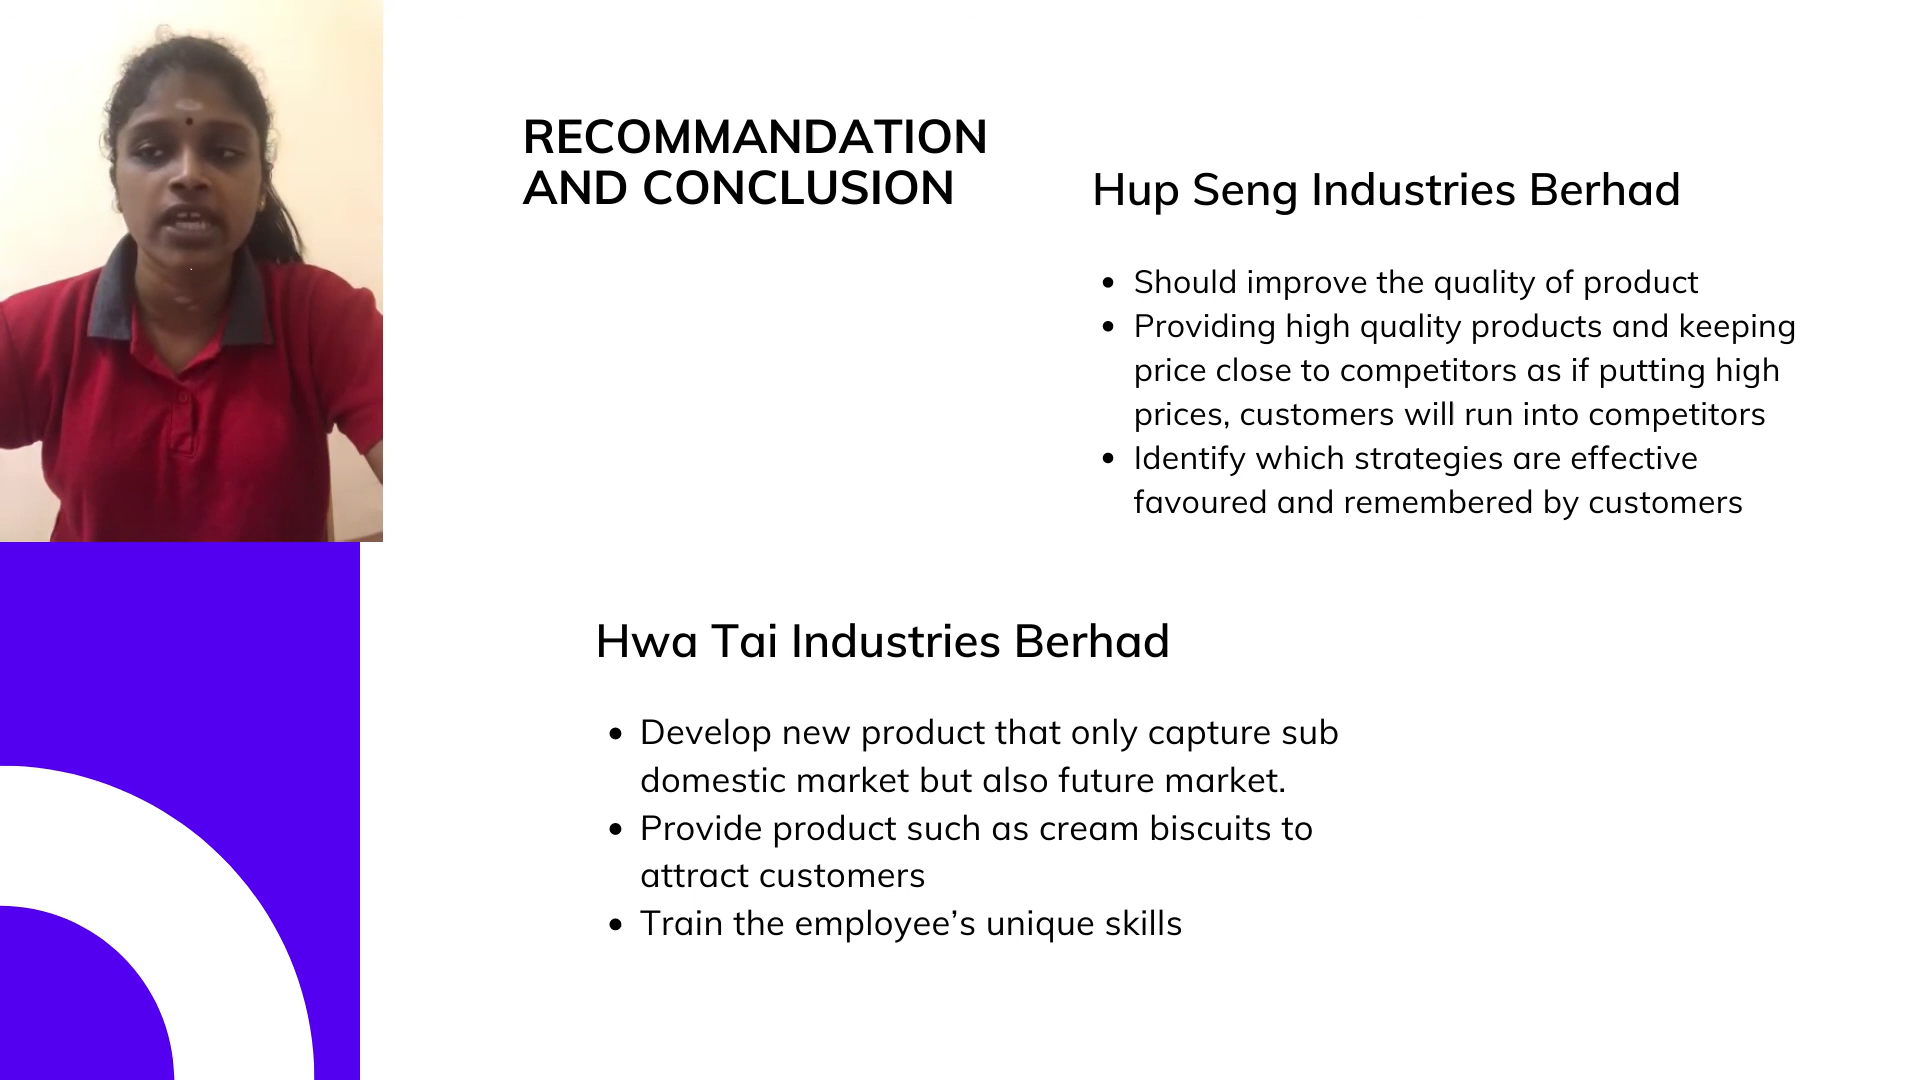 RECOMMANDATION
AND CONCLUSION
Hup Seng Industries Berhad
Should improve the quality of product
Providing high quality products and keeping
price close to competitors as if putting high
prices, customers will run into competitors
Identify which strategies are effective
favoured and remembered by customers
Hwa Tai Industries Berhad
Develop new product that only capture sub
domestic market but also future market.
Provide product such as cream biscuits to
attract customers
Train the employee’s unique skills